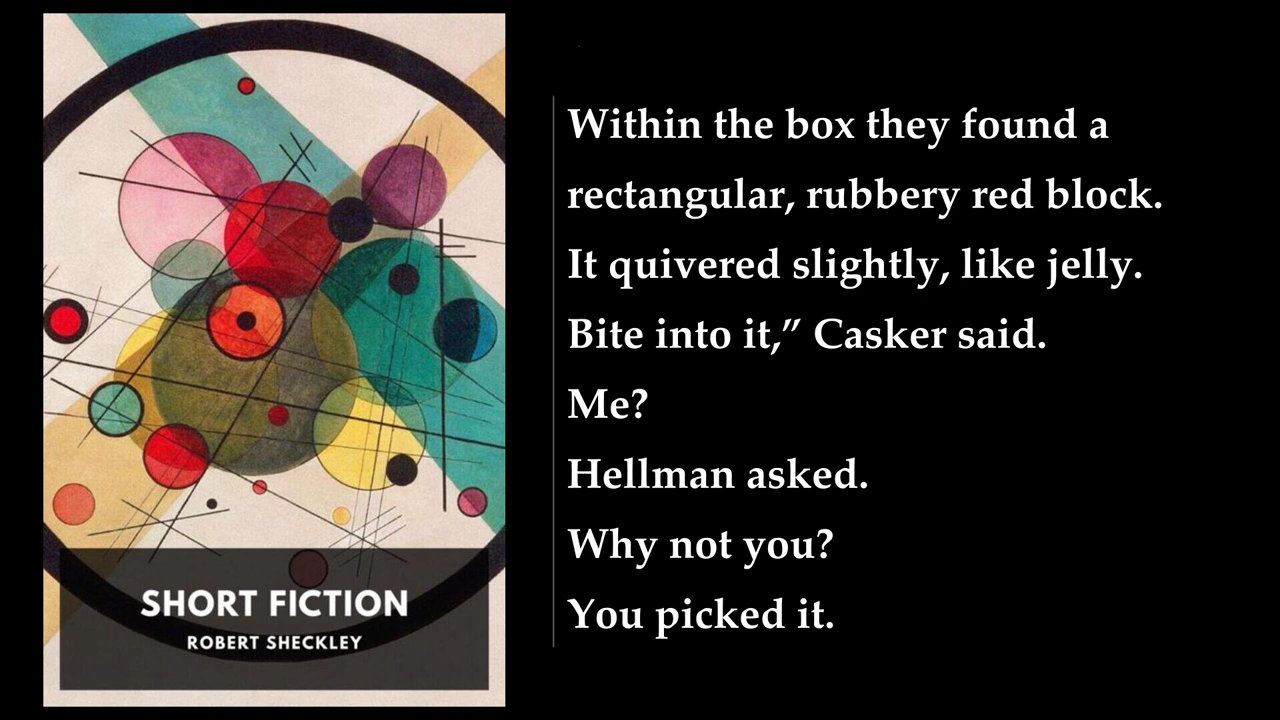 SHORT FICTION
ROBERT SHECKLEY
Within the box they found a
rectangular, rubbery red block.
It quivered slightly, like jelly.
Bite into it,” Casker said.
Me?
Hellman asked.
Why not you?
You picked it.